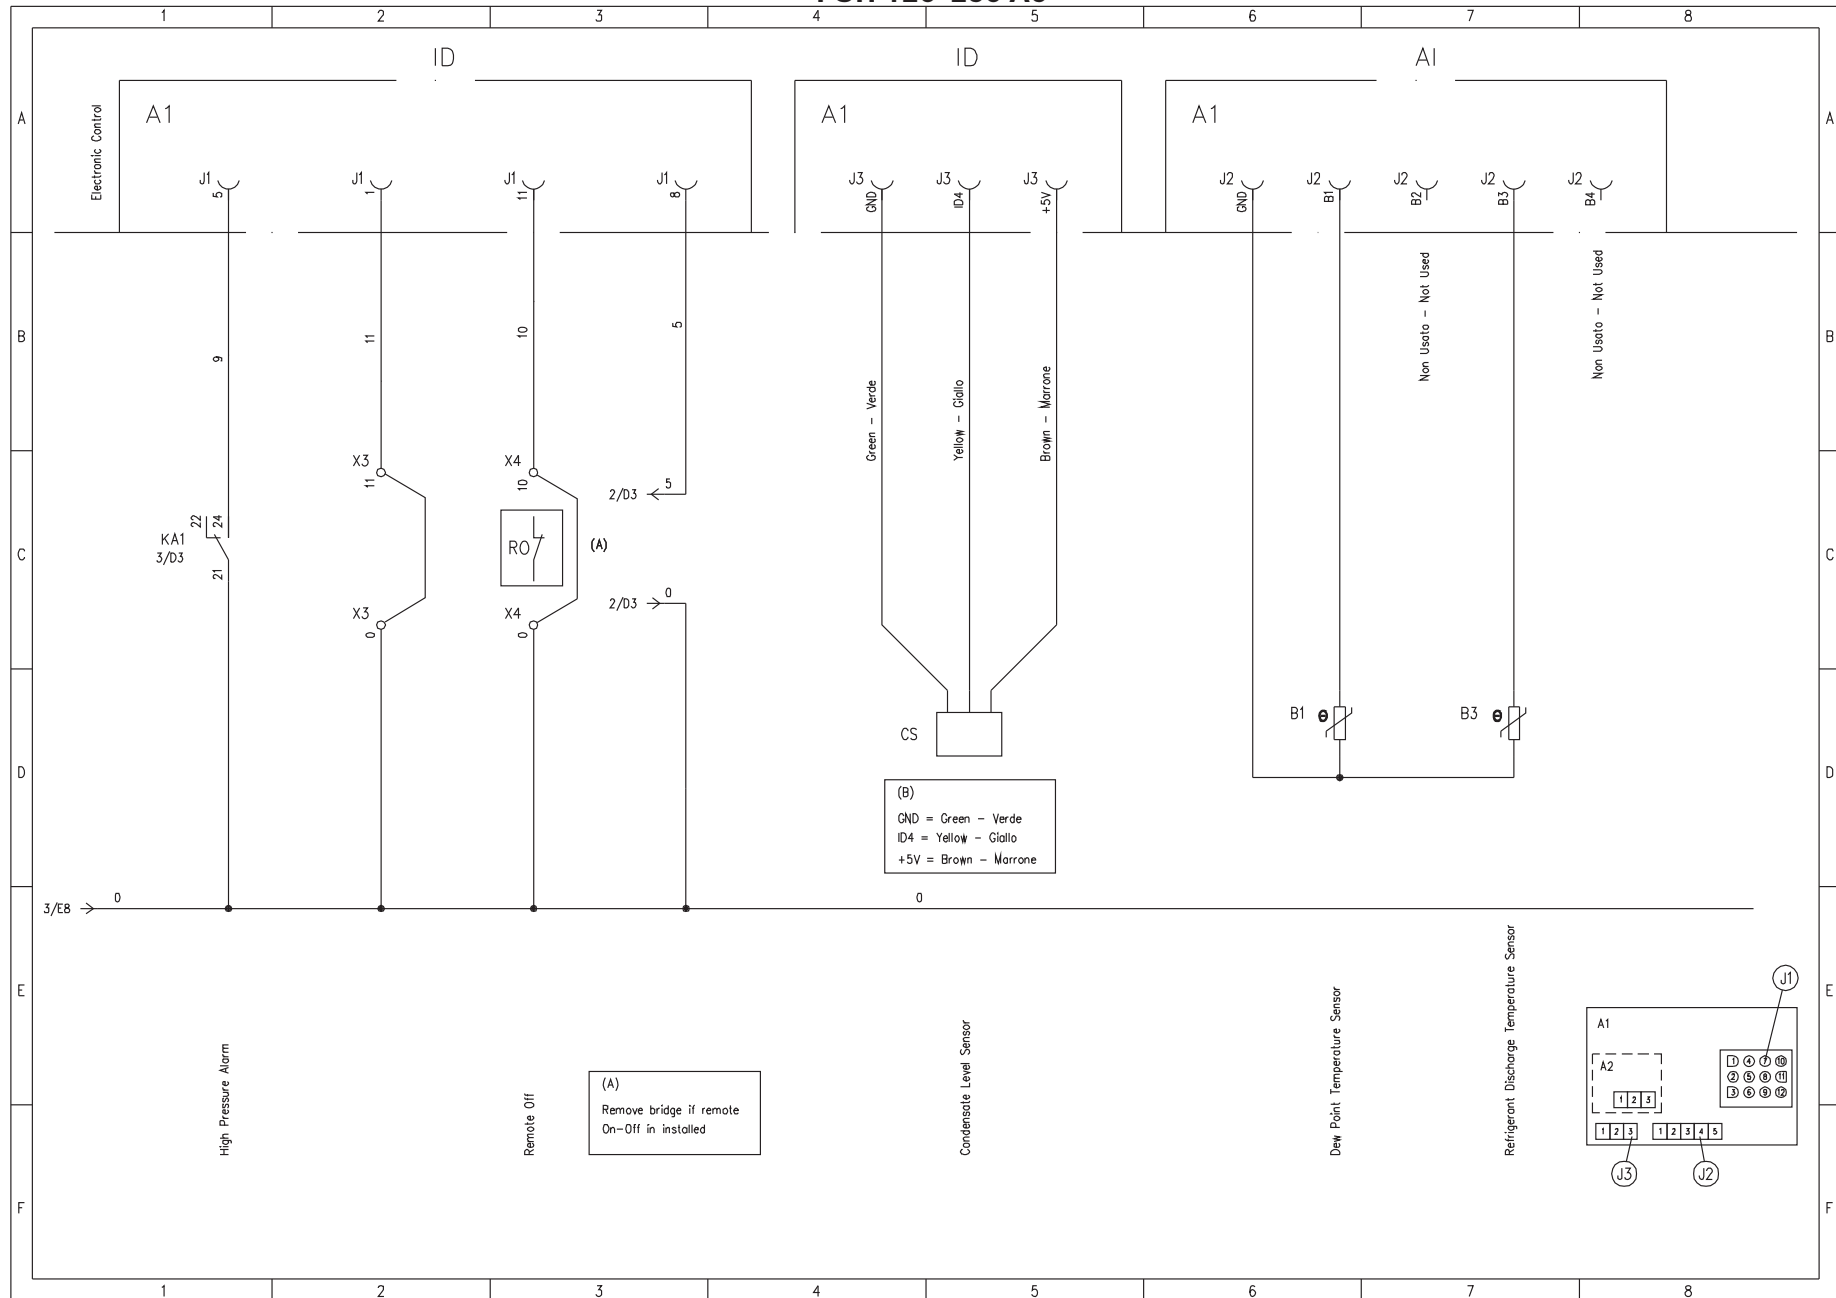 1 2 3 4 5 6 7 8
ID ID AI
A A
Electronic Control
A1 A1 A1
J1 J1 J1 J1 J3 J3 J3 J2 J2 J2 J2 J2
5 1 11 8 GND ID4 +5V GND B1 B2 B3 B4
B B
9 11 10 5
Green - Verde
Yellow - Giallo
Brown - Marrone
Non Usato - Not Used
Non Usato - Not Used
X3 X4
11 10
2/D3 5
22 24
KA1
3/D3
21
RO (A)
C C
2/D3 0
X3 X4
0 0
B1 Θ B3 Θ
CS
D D
(B)
GND = Green - Verde
ID4 = Yellow - Giallo
+5V = Brown - Marrone
3/E8 0 0
E E
High Pressure Alarm
Remote Off
(A)
Remove bridge if remote
On-Off in installed
Condensate Level Sensor
Dew Point Temperature Sensor
Refrigerant Discharge Temperature Sensor
J1
A1
A2
1 4 7 10
2 5 8 11
3 6 9 12
1 2 3
1 2 3 1 2 3 4 5
J3 J2
F F
1 2 3 4 5 6 7 8